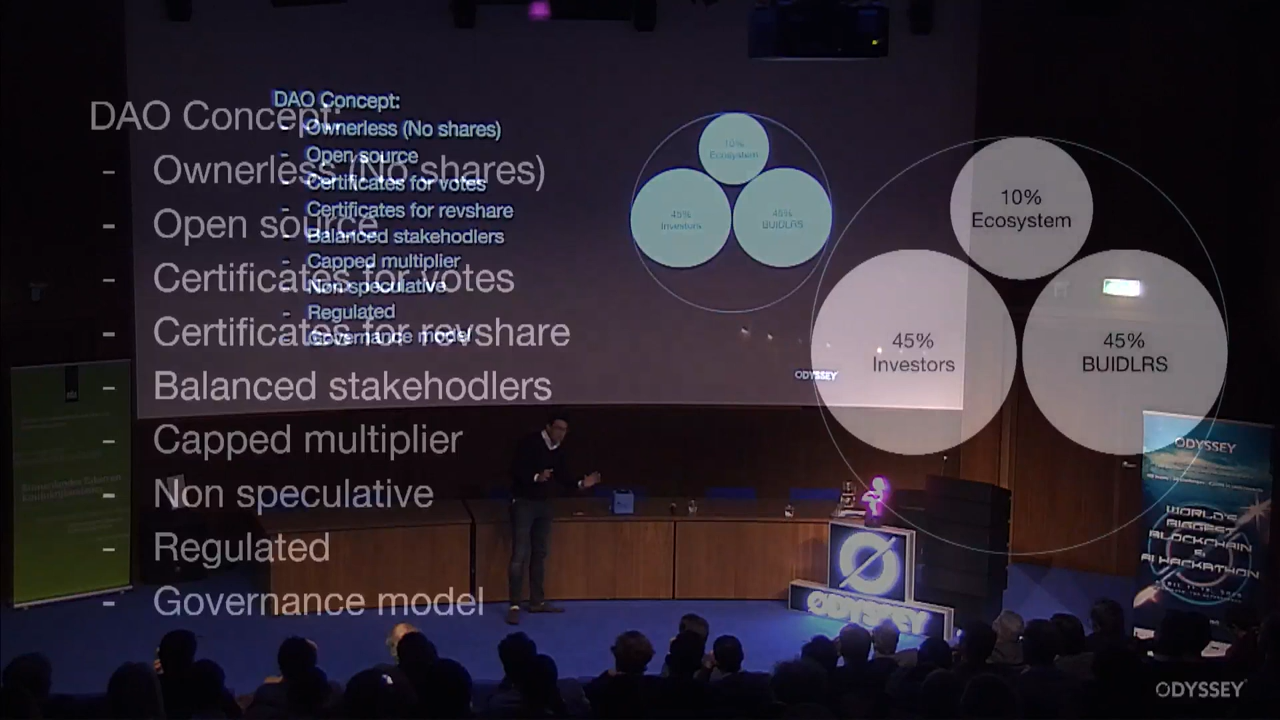 DAO Concept:
- Ownerless (No shares)
- Open source
- Certificates for votes
- Certificates for revshare
- Balanced stakehodlers
- Capped multiplier
- Non speculative
- Regulated
- Governance model
10%
Ecosystem
45%
Investors
45%
BUIDLRS
DAO Concept:
- Ownerless (No shares)
- Open source
- Certificates for votes
- Certificates for revshare
- Balanced stakehodlers
- Capped multiplier
- Non speculative
- Regulated
- Governance model
10%
Ecosystem
45%
Investors
45%
BUIDLRS
ODYSSEY
ODYSSEY
ODYSSEY
WORLD'S
BIGGEST
BLOCKCHAIN
&
AI HACKATHON
ODYSSEY